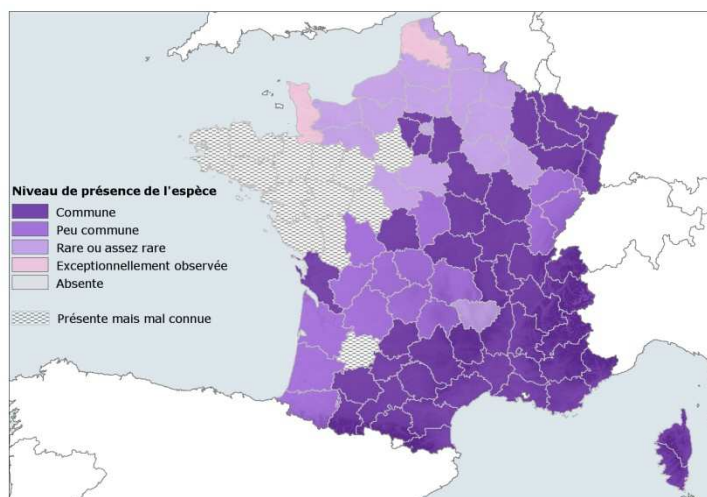 Niveau de présence de l'espèce
Commune
Peu commune
Rare ou assez rare
Exceptionnellement observée
Absente
Présente mais mal connue